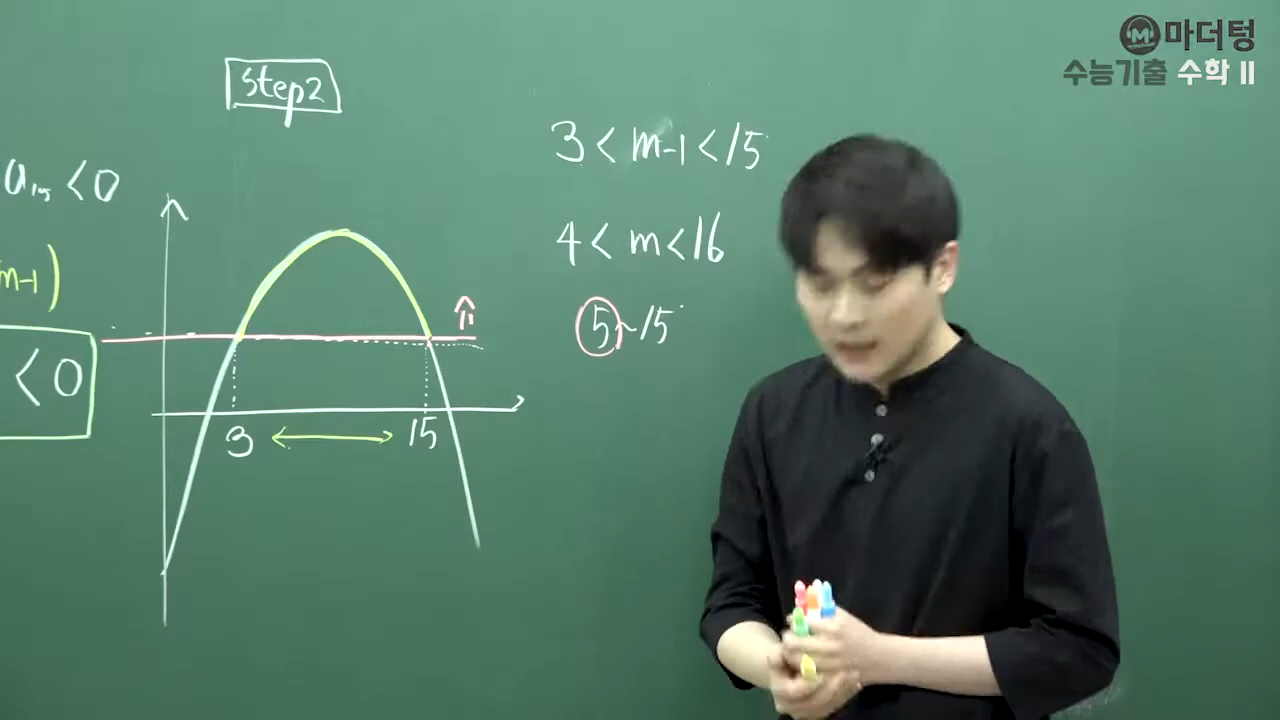 마더텅
수능기술 수학 II
step2
3 < m-1 < 15
a₁₅ < 0
4 < m < 16
m-1)
5 ~ 15
< 0
3
15